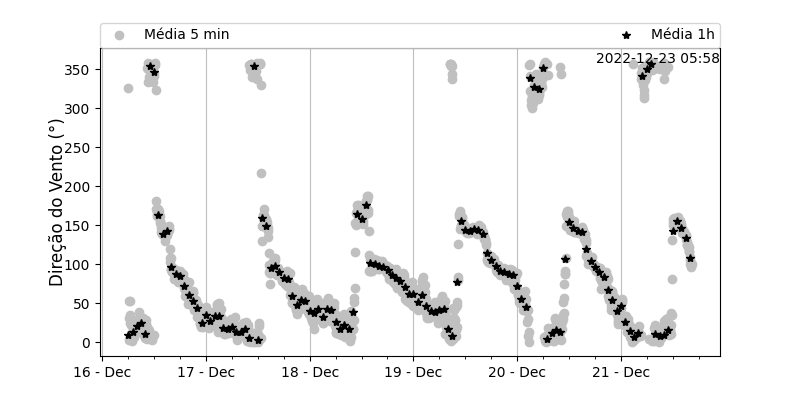 Média 5 min
Média 1h
2022-12-23 05:58
Direção do Vento (°)
350
300
250
200
150
100
50
0
16 - Dec
17 - Dec
18 - Dec
19 - Dec
20 - Dec
21 - Dec